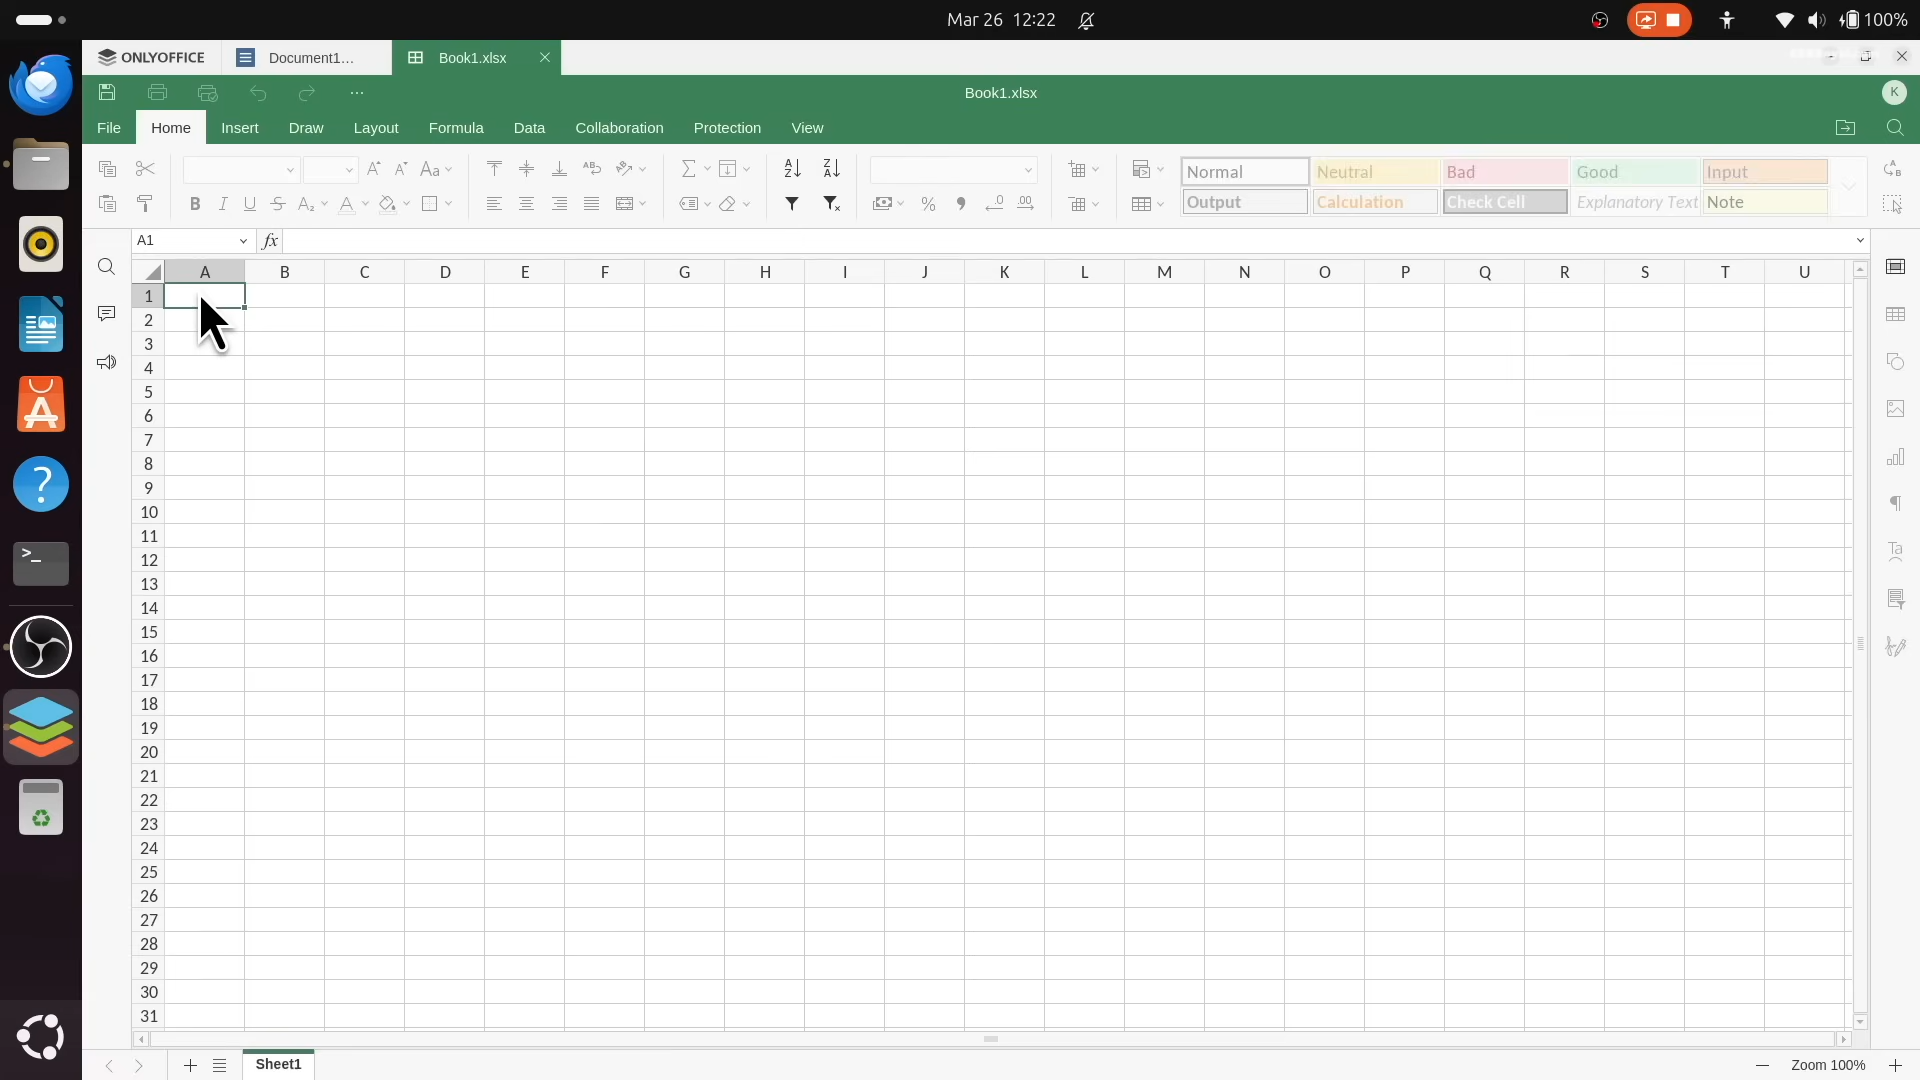 Mar 26 12:22
100%
ONLYOFFICE
Document1...
Book1.xlsx
Book1.xlsx
K
File Home Insert Draw Layout Formula Data Collaboration Protection View
Normal Neutral Bad Good Input
Output Calculation Check Cell Explanatory Text Note
A1
fx
A B C D E F G H I J K L M N O P Q R S T U
1
2
3
4
5
6
7
8
9
10
11
12
13
14
15
16
17
18
19
20
21
22
23
24
25
26
27
28
29
30
31
Sheet1
Zoom 100%